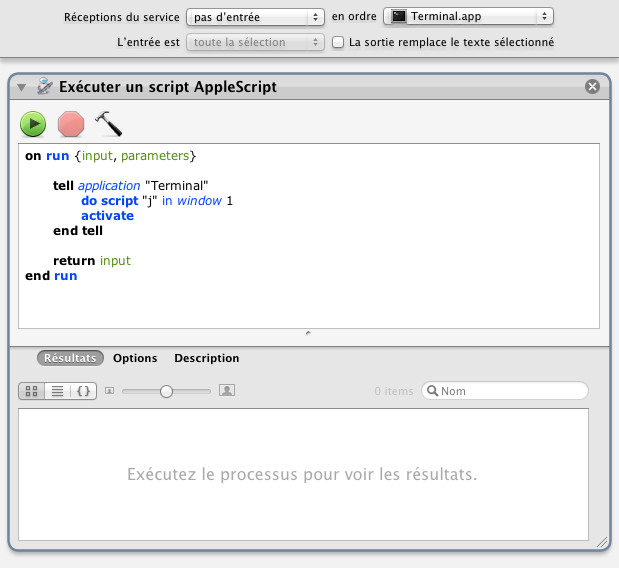 Réceptions du service pas d'entrée en ordre Terminal.app
L'entrée est toute la sélection La sortie remplace le texte sélectionné
Exécuter un script AppleScript
on run {input, parameters}
tell application "Terminal"
do script "j" in window 1
activate
end tell
return input
end run
Résultats Options Description
{} 0 items Nom
Exécutez le processus pour voir les résultats.